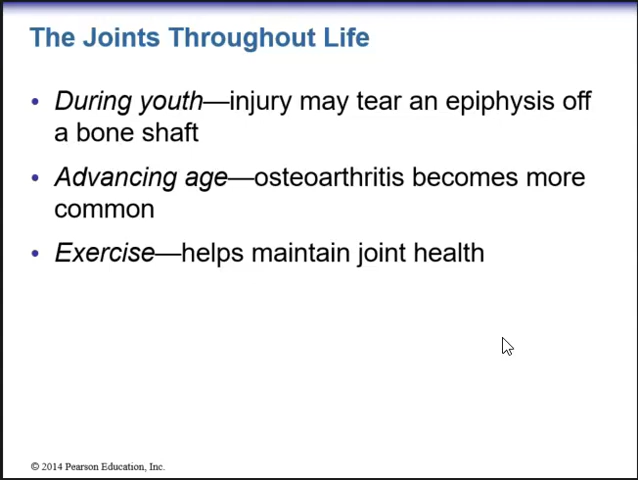 The Joints Throughout Life
• During youth—injury may tear an epiphysis off
a bone shaft
• Advancing age—osteoarthritis becomes more
common
• Exercise—helps maintain joint health
© 2014 Pearson Education, Inc.